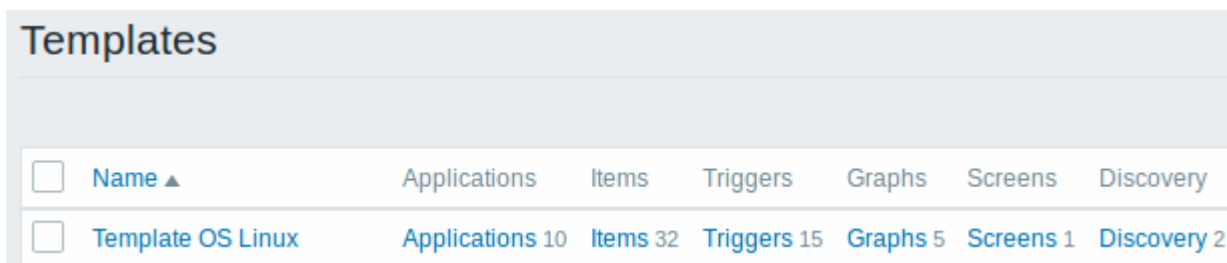 Templates
Name ▲ Applications Items Triggers Graphs Screens Discovery
Template OS Linux Applications 10 Items 32 Triggers 15 Graphs 5 Screens 1 Discovery 2